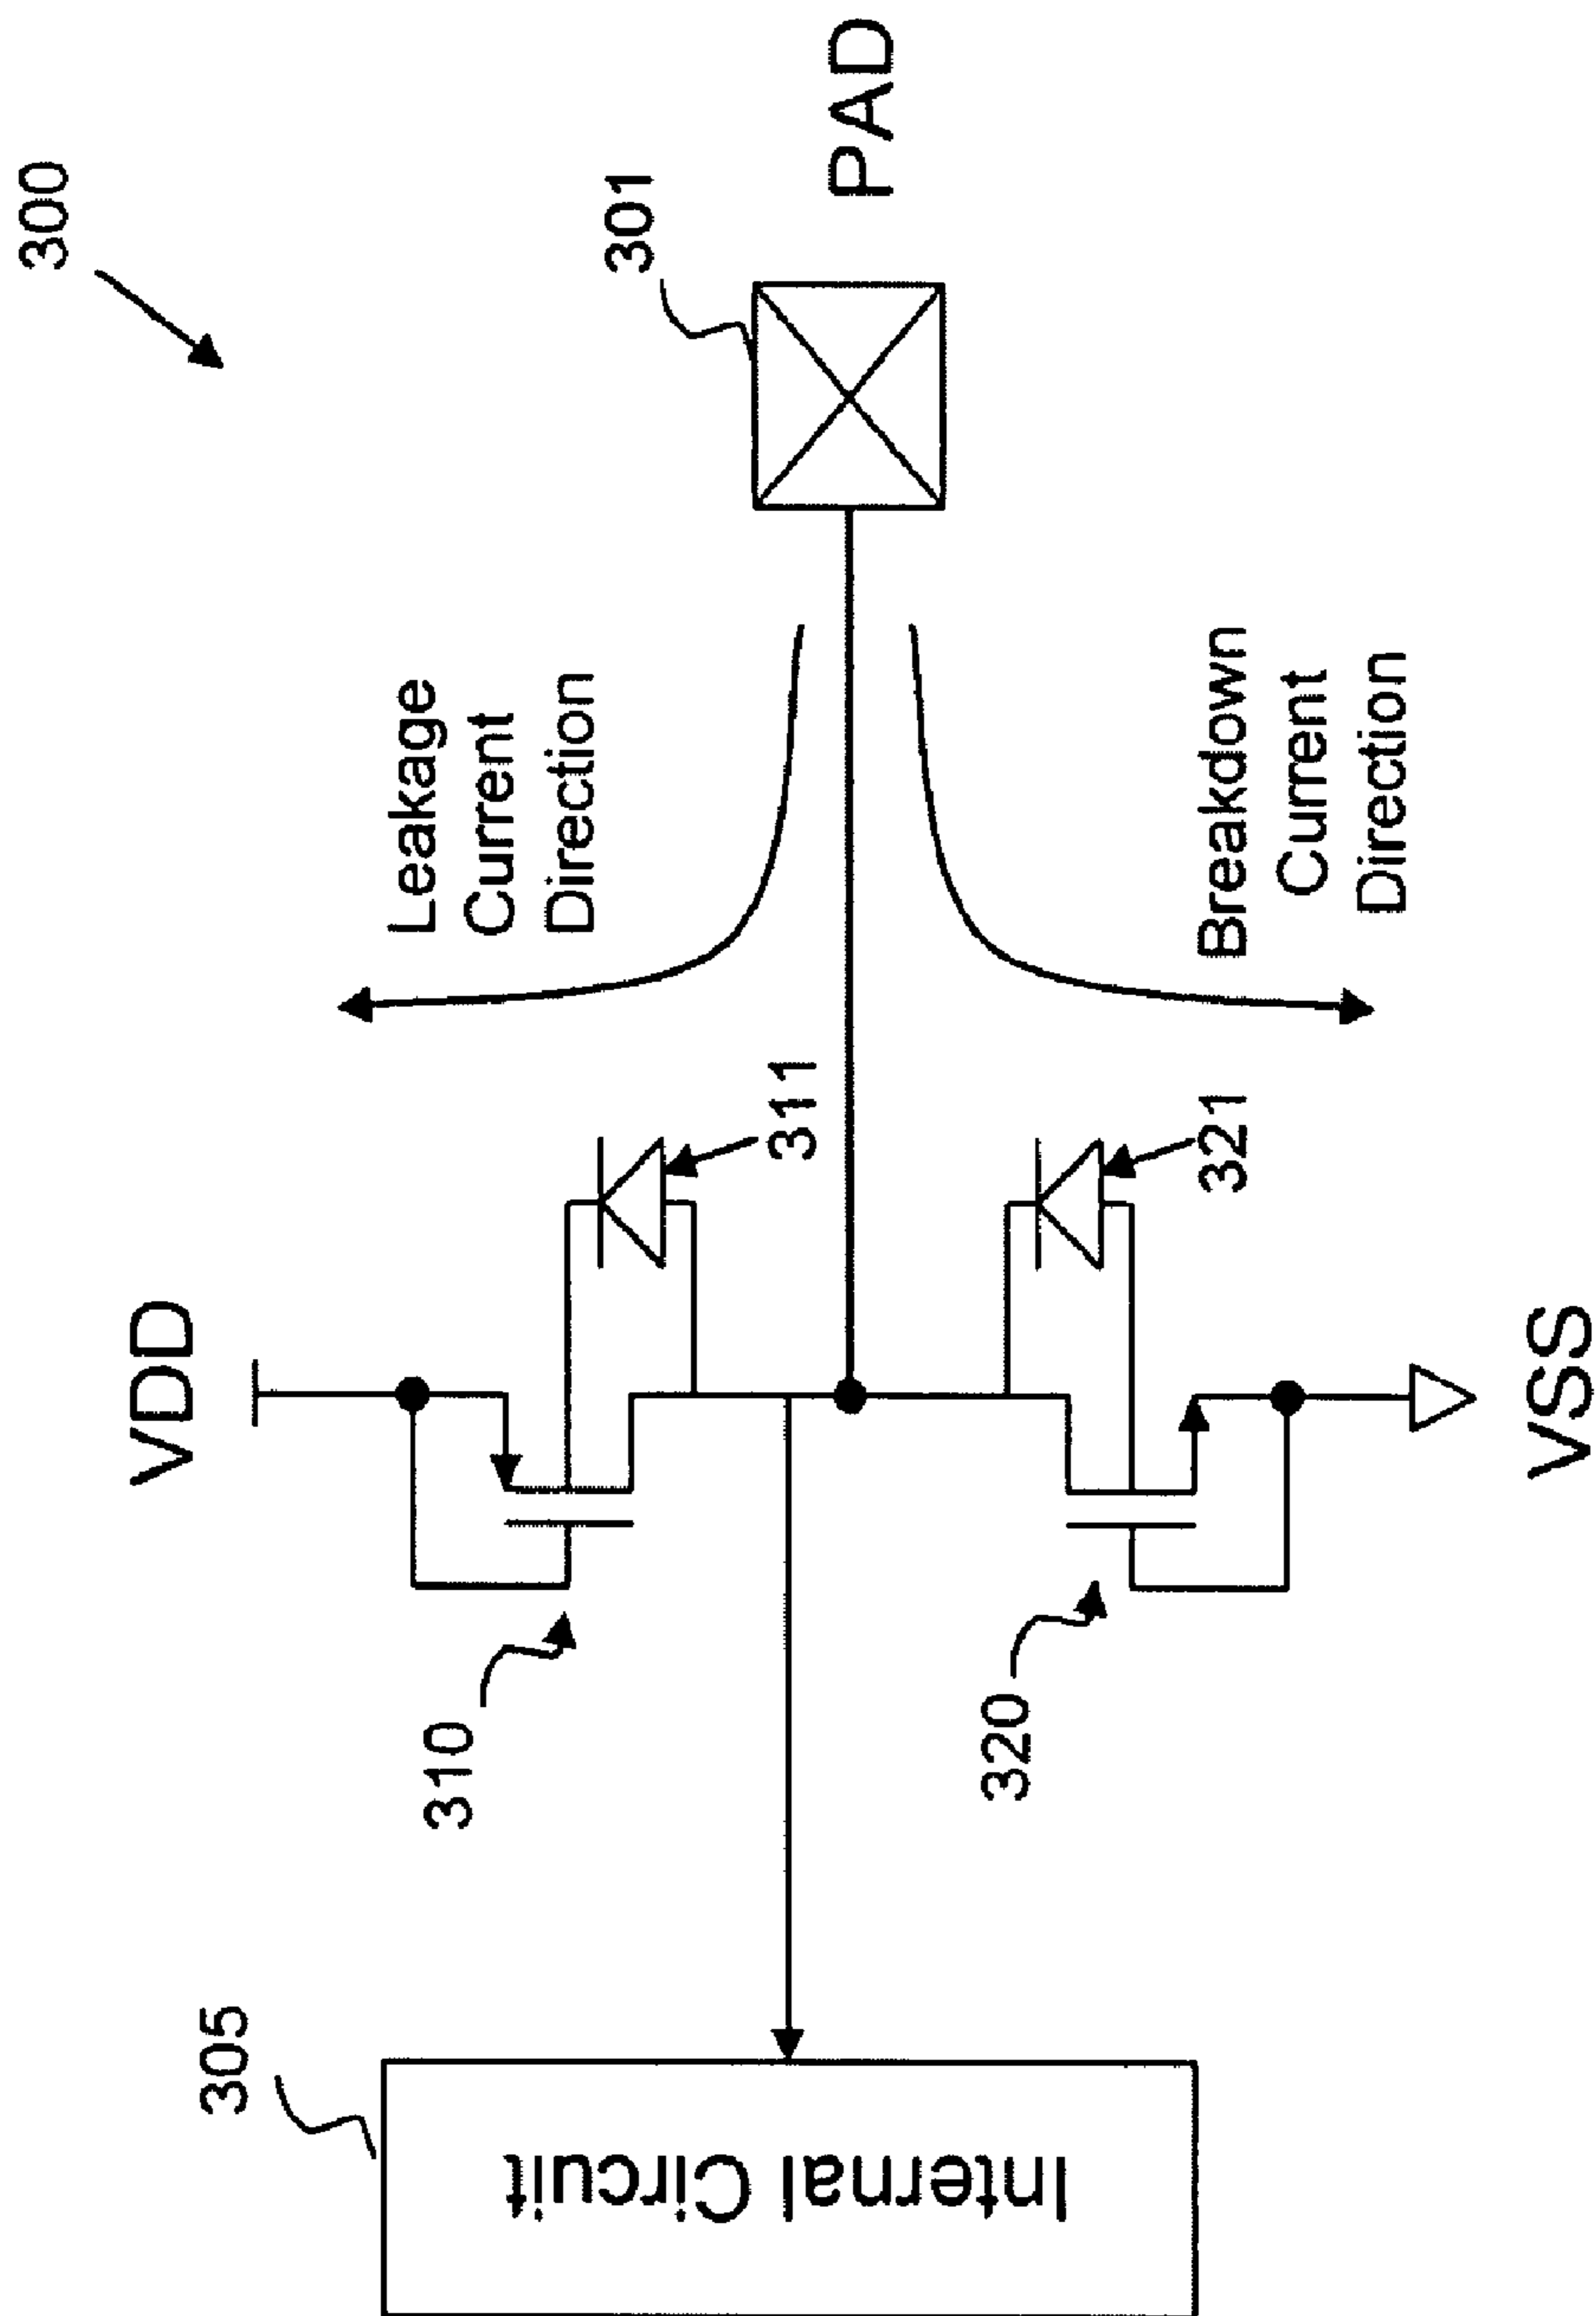 300
VDD
305
310
Leakage
Current
Direction
301
311
PAD
Internal Circuit
320
321
Breakdown
Current
Direction
VSS